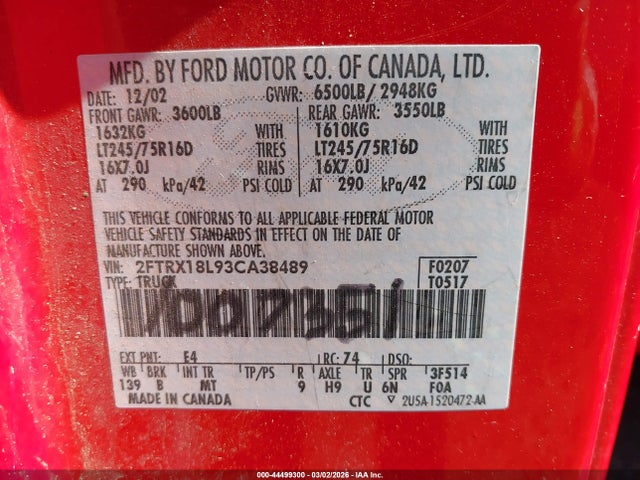 MFD. BY FORD MOTOR CO. OF CANADA, LTD.
DATE: 12/02 GVWR: 6500LB/ 2948KG
FRONT GAWR: 3600LB REAR GAWR: 3550LB
1632KG WITH 1610KG WITH
LT245/75R16D TIRES LT245/75R16D TIRES
16X7.0J RIMS 16X7.0J RIMS
AT 290 kPa/42 PSI COLD AT 290 kPa/42 PSI COLD
THIS VEHICLE CONFORMS TO ALL APPLICABLE FEDERAL MOTOR
VEHICLE SAFETY STANDARDS IN EFFECT ON THE DATE OF
MANUFACTURE SHOWN ABOVE.
VIN: 2FTRX18L93CA38489 F0207
TYPE: TRUCK T0517
1007351
EXT PNT: E4 RC: 74 DSO:
WB BRK INT TR TP/PS R AXLE TR SPR 3F514
139 B MT 9 H9 U 6N F0A
MADE IN CANADA CTC 2U5A-1520472-AA
000-44499300 - 03/02/2026 - IAA Inc.